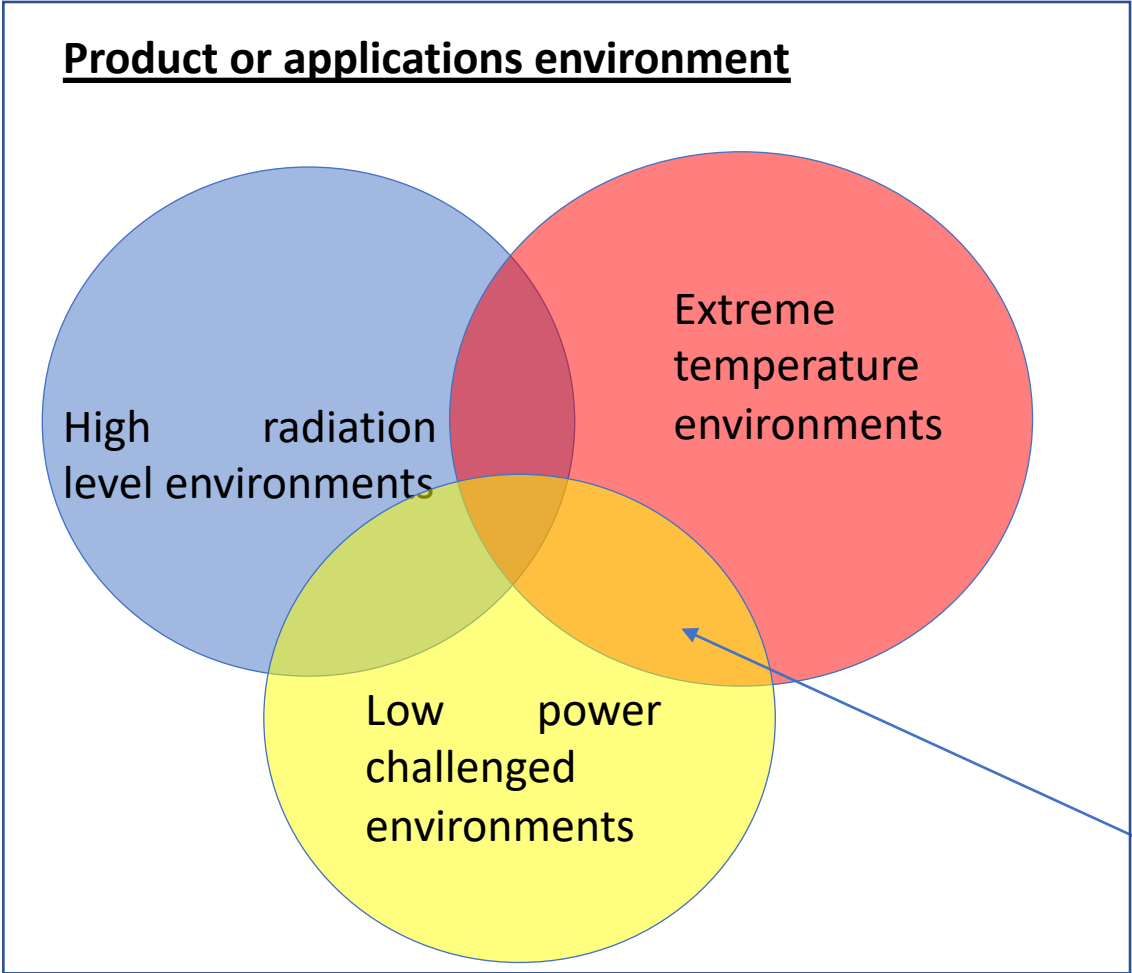 Product or applications environment
Extreme
temperature
environments
High radiation
level environments
Low power
challenged
environments